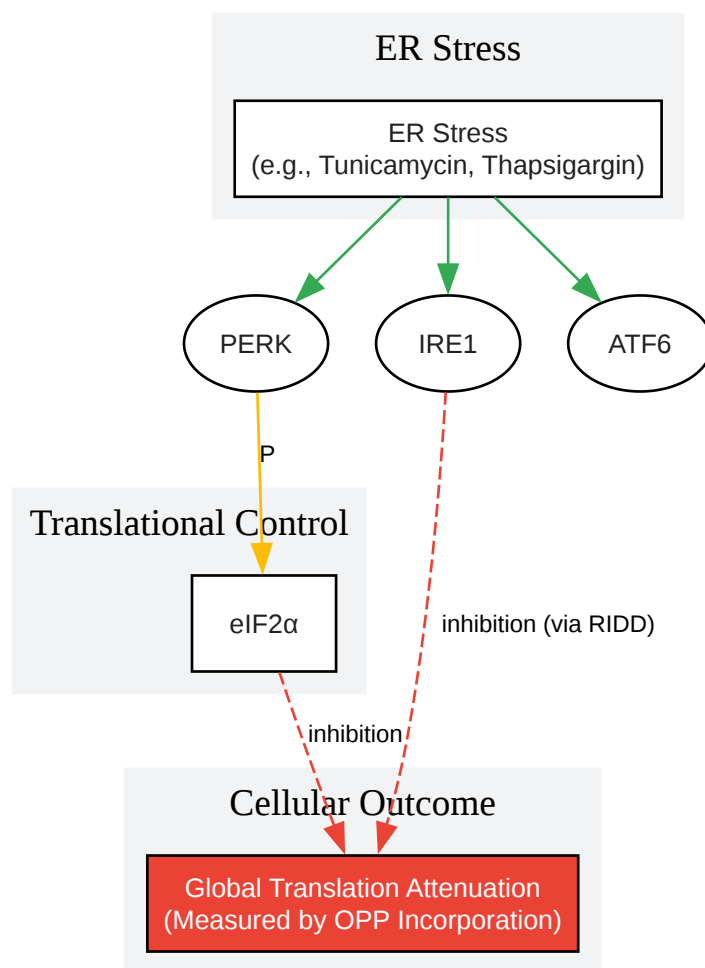 ER Stress
ER Stress
(e.g., Tunicamycin, Thapsigargin)
PERK
IRE1
ATF6
P
Translational Control
eIF2α
inhibition (via RIDD)
inhibition
Cellular Outcome
Global Translation Attenuation
(Measured by OPP Incorporation)